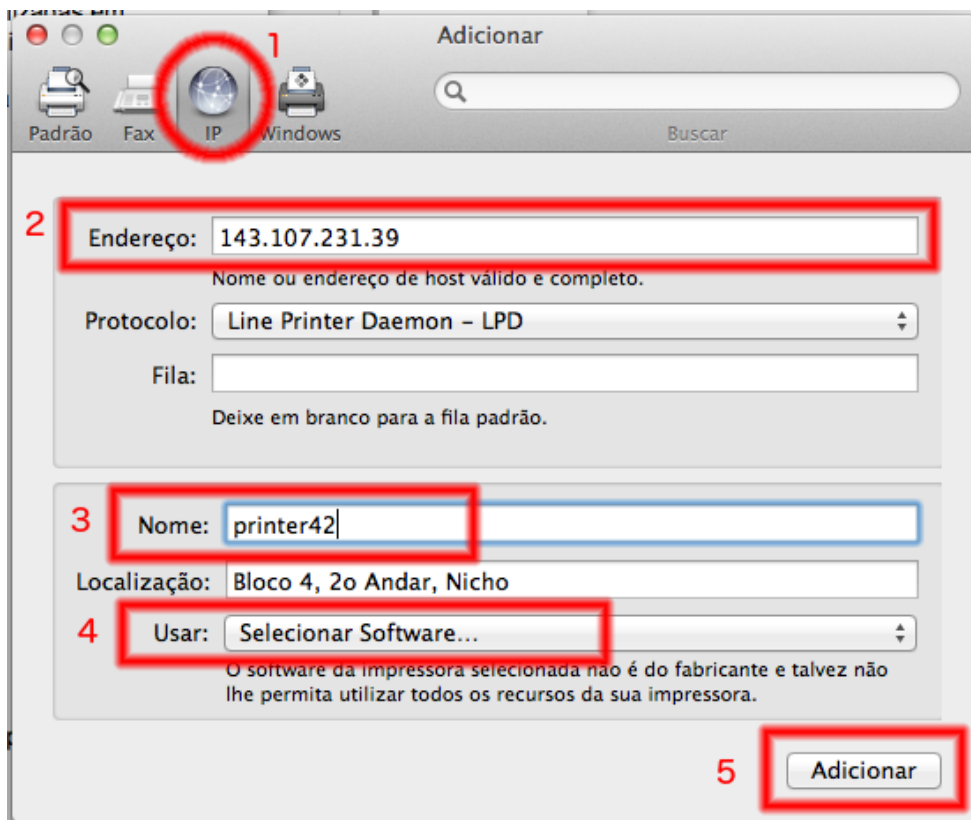 1
Adicionar
Padrão Fax IP Windows Buscar
2 Endereço: 143.107.231.39
Nome ou endereço de host válido e completo.
Protocolo: Line Printer Daemon – LPD
Fila:
Deixe em branco para a fila padrão.
3 Nome: printer42
Localização: Bloco 4, 2o Andar, Nicho
4 Usar: Selecionar Software...
O software da impressora selecionada não é do fabricante e talvez não
lhe permita utilizar todos os recursos da sua impressora.
5 Adicionar